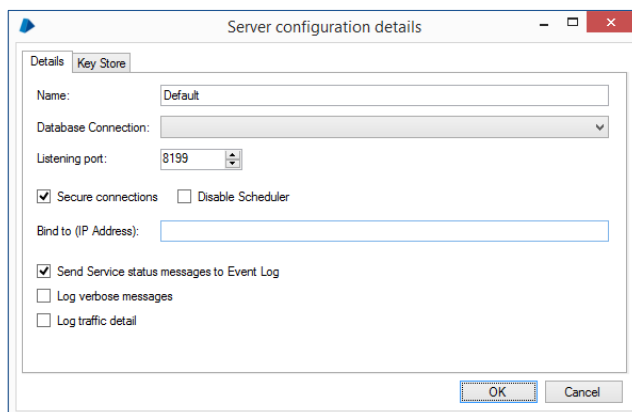 Server configuration details
Details Key Store
Name: Default
Database Connection:
Listening port: 8199
Secure connections Disable Scheduler
Bind to (IP Address):
Send Service status messages to Event Log
Log verbose messages
Log traffic detail
OK Cancel